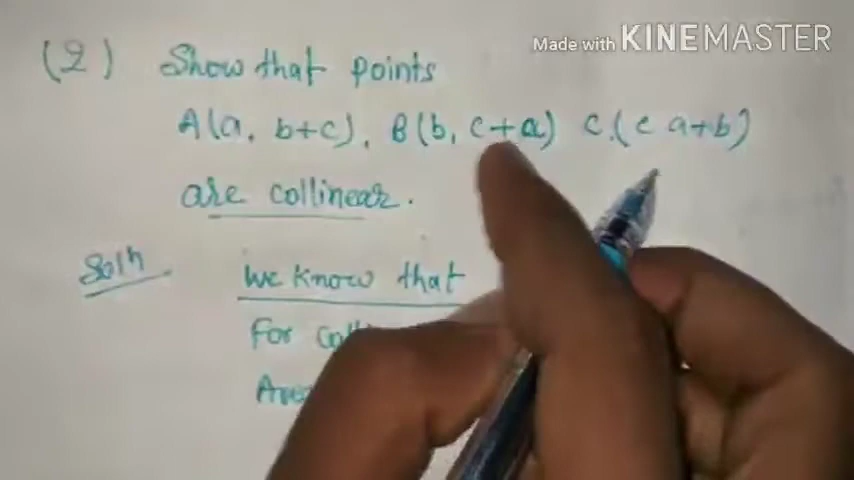 Made with KINEMASTER
(2) Show that points
A(a, b+c), B(b, c+a) C.(c a+b)
are collinear.
Soln
We know that
For